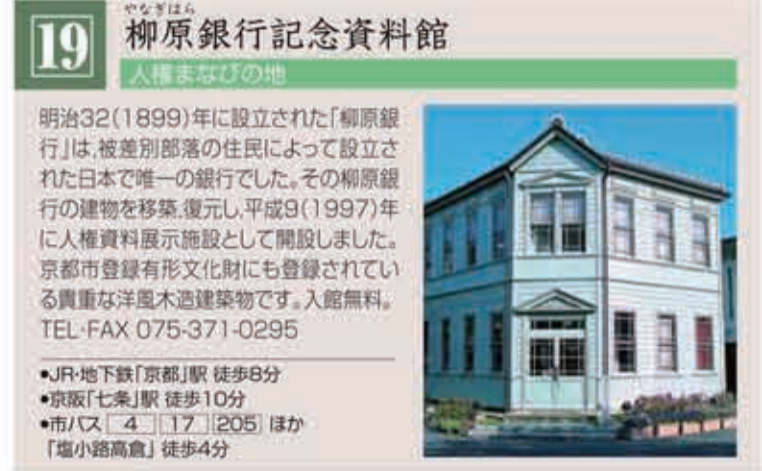 19
やなぎはら
柳原銀行記念資料館
人権まなびの地
明治32(1899)年に設立された「柳原銀
行」は､被差別部落の住民によって設立さ
れた日本で唯一の銀行でした。その柳原銀
行の建物を移築､復元し､平成9(1997)年
に人権資料展示施設として開設しました。
京都市登録有形文化財にも登録されてい
る貴重な洋風木造建築物です。入館無料。
TEL･FAX 075-371-0295
●JR･地下鉄「京都」駅 徒歩8分
●京阪「七条」駅 徒歩10分
●市バス 4 17 205 ほか
「塩小路高倉」 徒歩4分